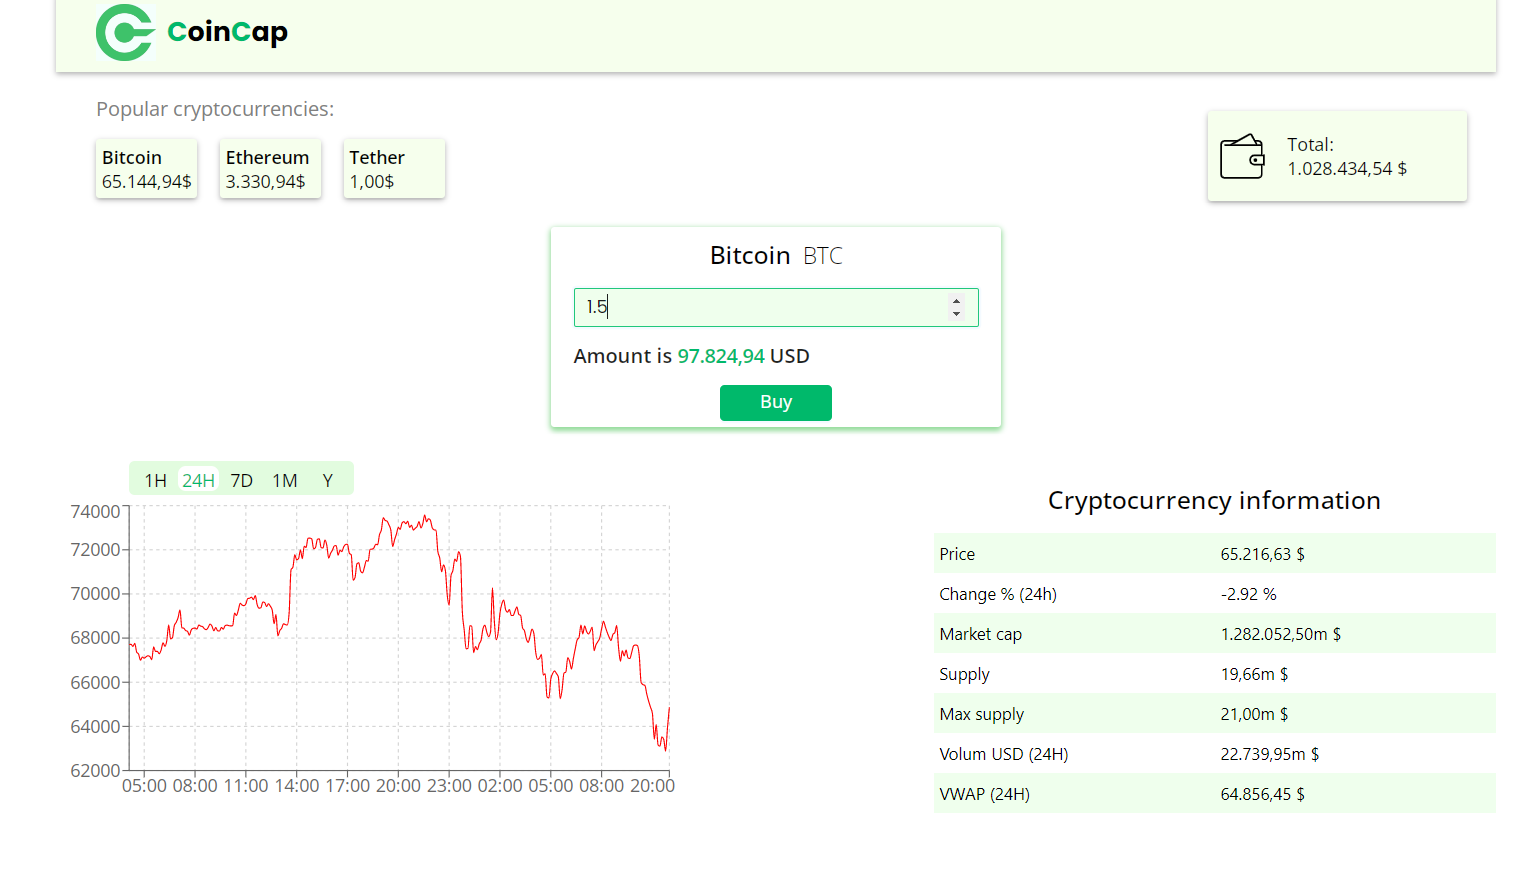 CoinCap
Popular cryptocurrencies:
Bitcoin
65.144,94$
Ethereum
3.330,94$
Tether
1,00$
Total:
1.028.434,54 $
Bitcoin BTC
1.5
Amount is 97.824,94 USD
Buy
1H 24H 7D 1M Y
74000
72000
70000
68000
66000
64000
62000
05:00 08:00 11:00 14:00 17:00 20:00 23:00 02:00 05:00 08:00 20:00
Cryptocurrency information
Price 65.216,63 $
Change % (24h) -2.92 %
Market cap 1.282.052,50m $
Supply 19,66m $
Max supply 21,00m $
Volum USD (24H) 22.739,95m $
VWAP (24H) 64.856,45 $